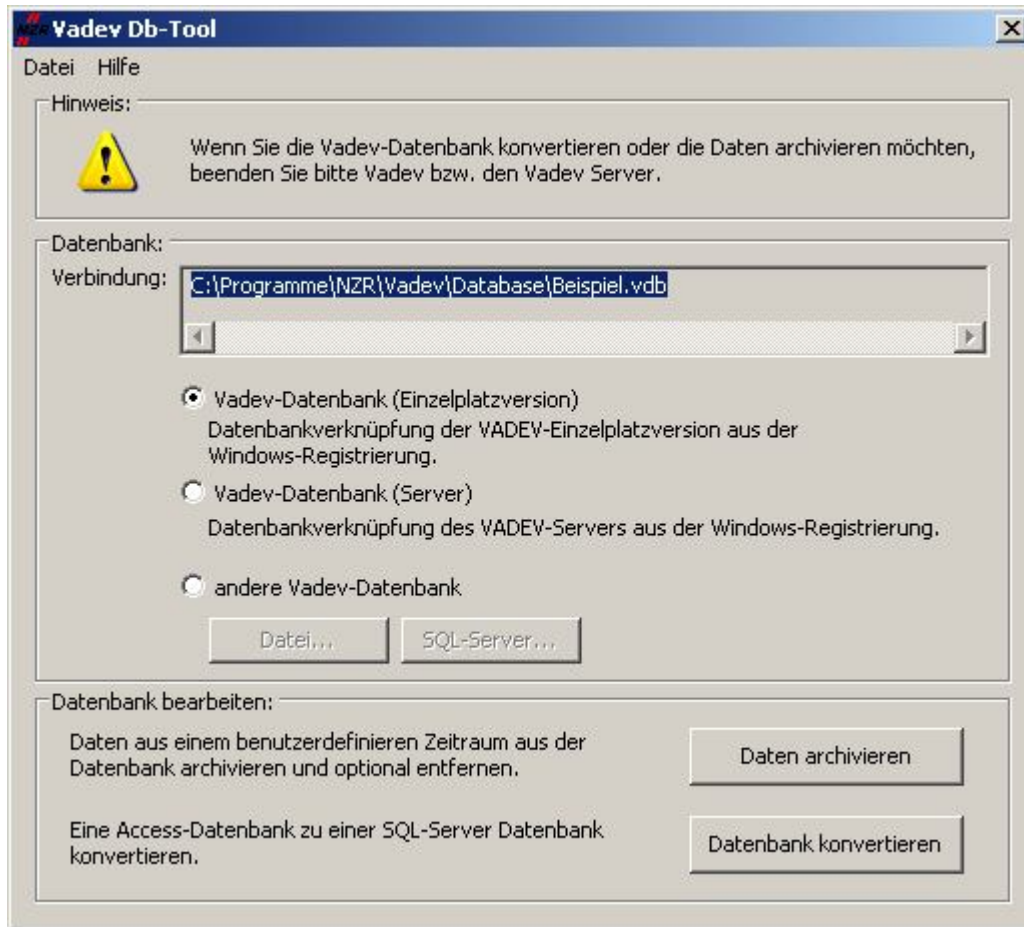 NZR Vadev Db-Tool
Datei Hilfe
Hinweis:
Wenn Sie die Vadev-Datenbank konvertieren oder die Daten archivieren möchten,
beenden Sie bitte Vadev bzw. den Vadev Server.
Datenbank:
Verbindung:
C:\Programme\NZR\Vadev\Database\Beispiel.vdb
Vadev-Datenbank (Einzelplatzversion)
Datenbankverknüpfung der VADEV-Einzelplatzversion aus der
Windows-Registrierung.
Vadev-Datenbank (Server)
Datenbankverknüpfung des VADEV-Servers aus der Windows-Registrierung.
andere Vadev-Datenbank
Datei... SQL-Server...
Datenbank bearbeiten:
Daten aus einem benutzerdefinieren Zeitraum aus der
Datenbank archivieren und optional entfernen.
Daten archivieren
Eine Access-Datenbank zu einer SQL-Server Datenbank
konvertieren.
Datenbank konvertieren